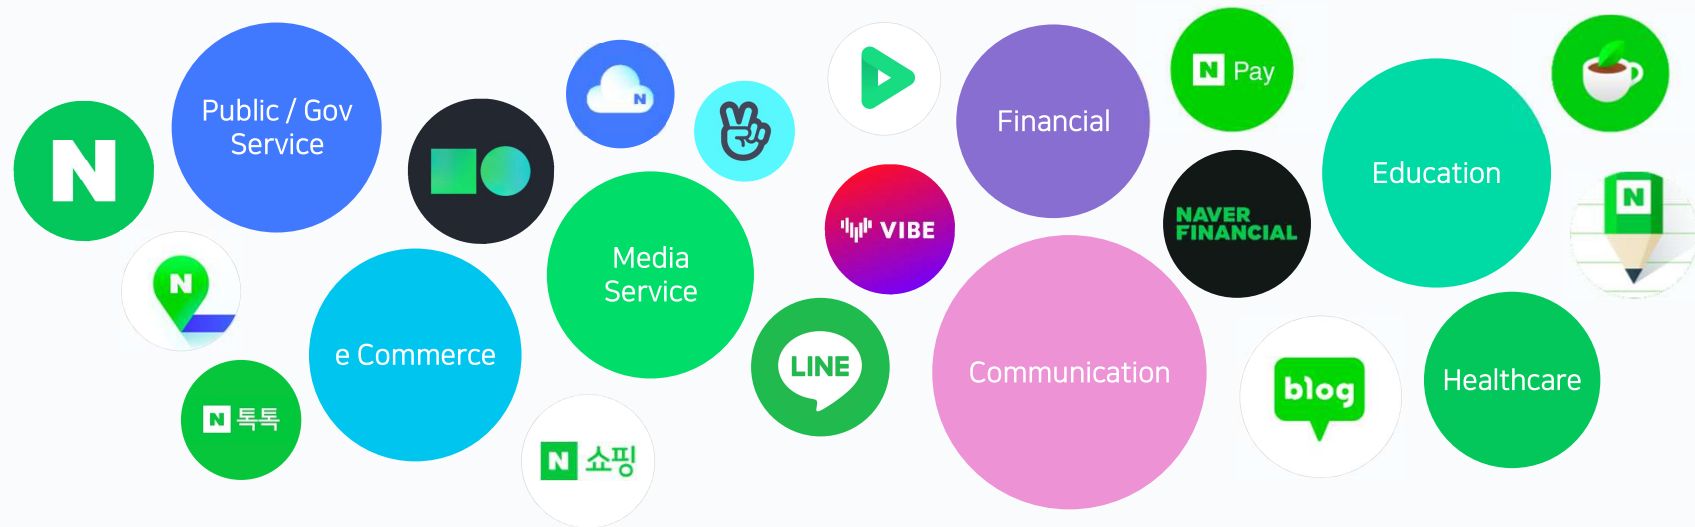 N
Public / Gov
Service
N
N 톡톡
e Commerce
N
Media
Service
N 쇼핑
VIBE
LINE
Financial
Communication
N Pay
NAVER
FINANCIAL
blog
Education
Healthcare
N